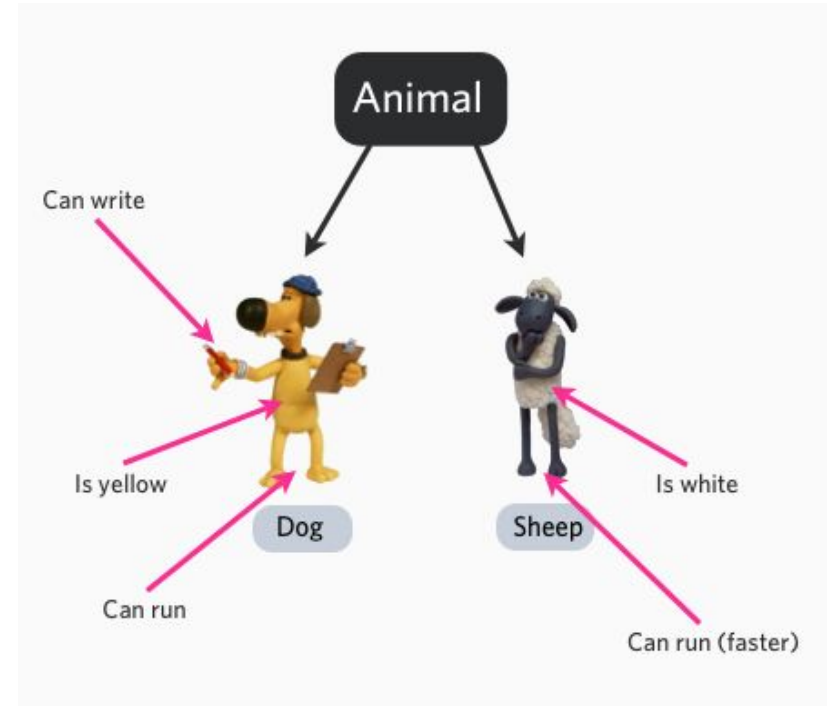 Animal
Can write
Is yellow
Is white
Dog
Sheep
Can run
Can run (faster)